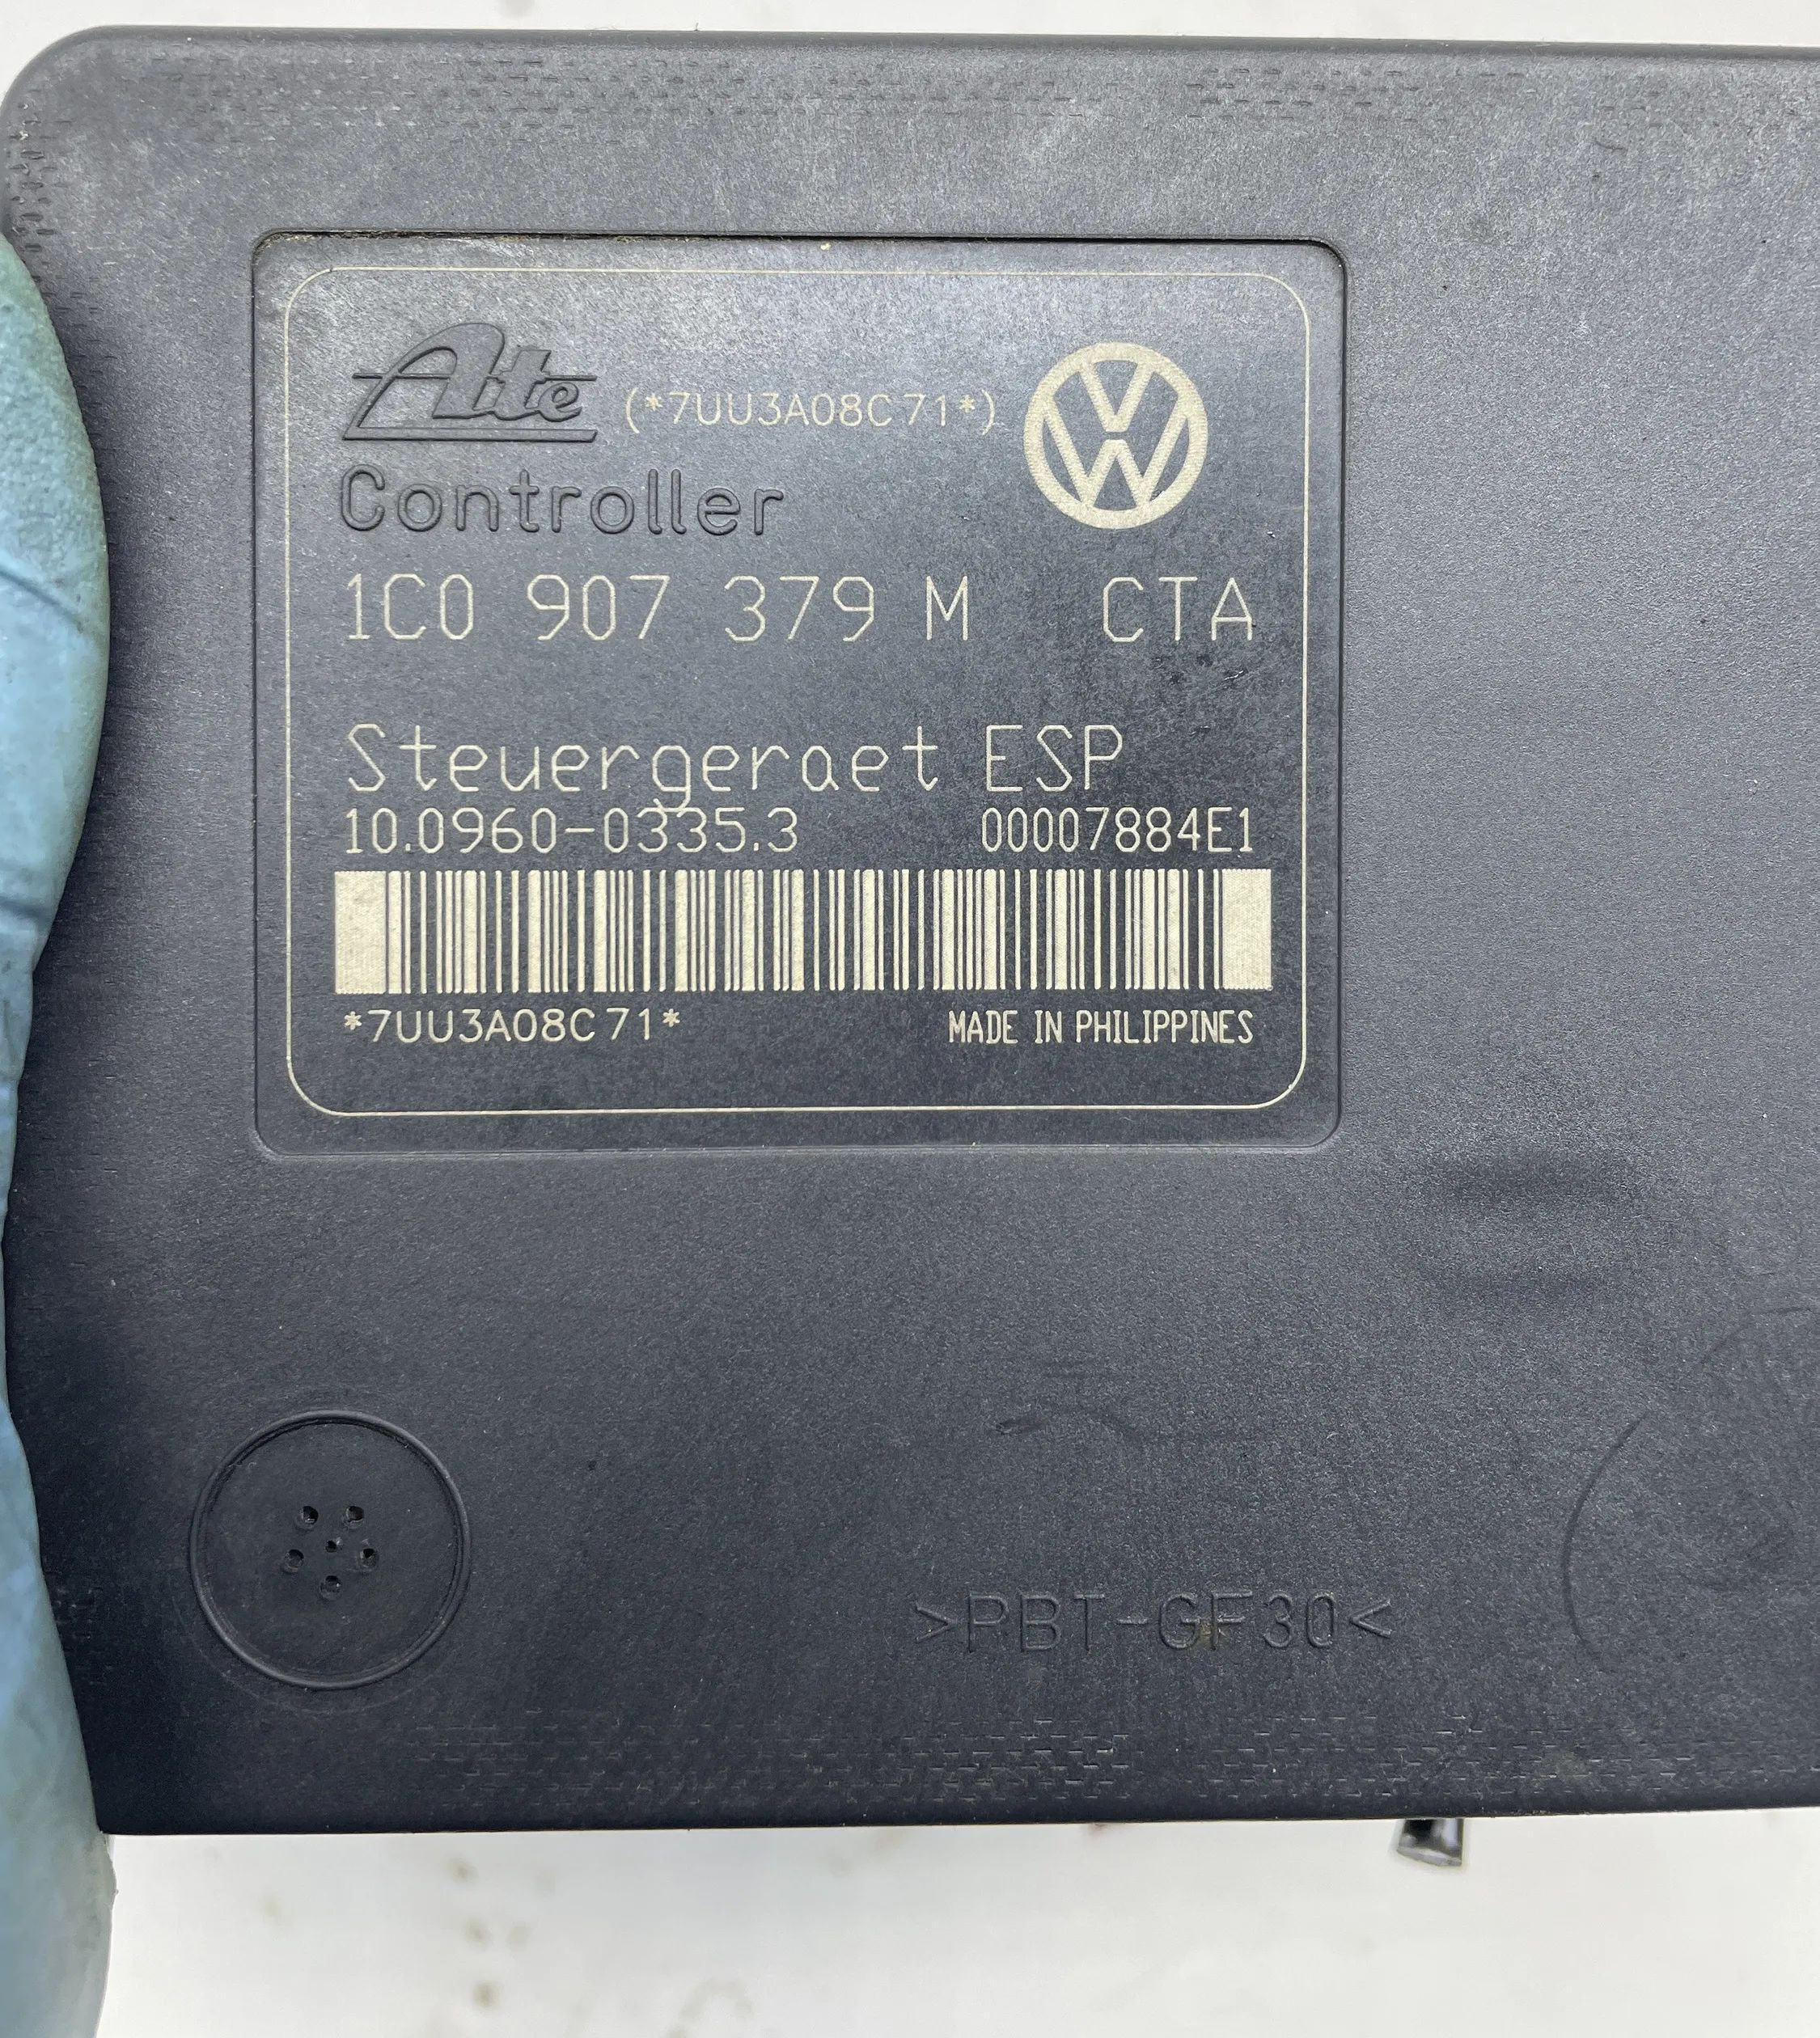 Ate (*7UU3A08C71*)
Controller
1C0 907 379 M CTA
Steuergeraet ESP
10.0960-0335.3 00007884E1
*7UU3A08C71* MADE IN PHILIPPINES
>PBT-GF30<